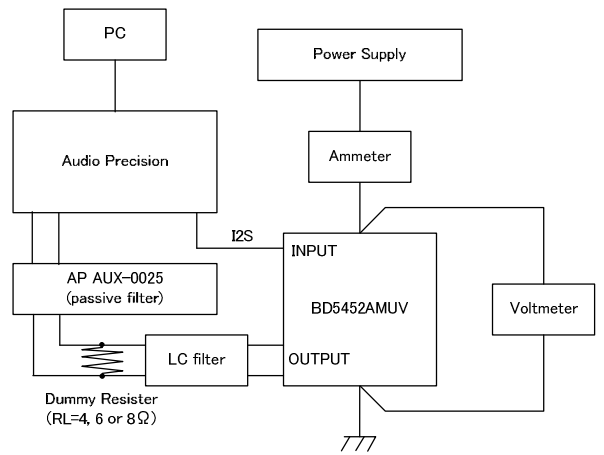 PC
Power Supply
Audio Precision
Ammeter
I2S
INPUT
AP AUX-0025
(passive filter)
BD5452AMUV
Voltmeter
LC filter
OUTPUT
Dummy Resister
(RL=4, 6 or 8Ω)